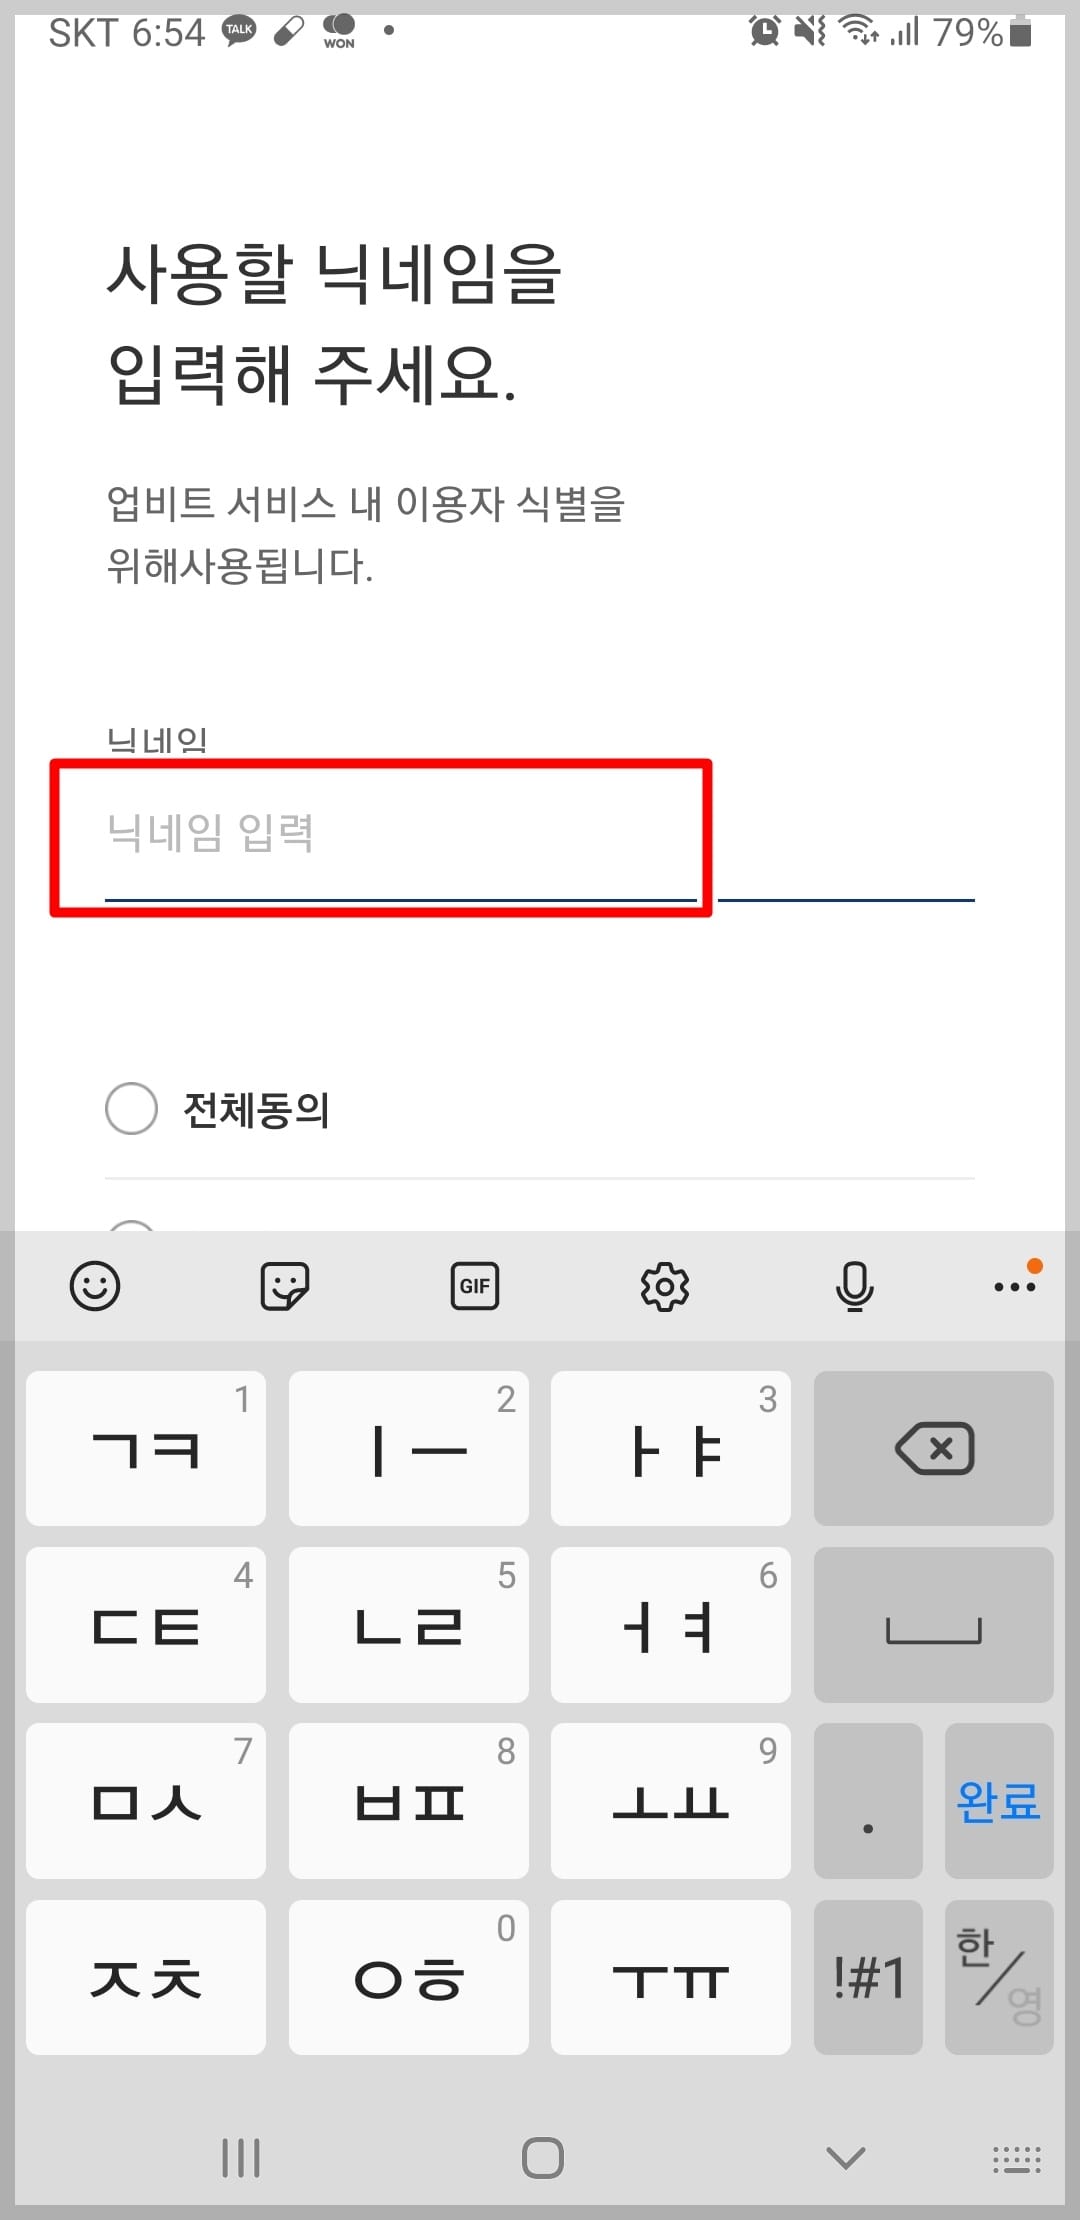 SKT 6:54 TALK WON 79%
사용할 닉네임을
입력해 주세요.
업비트 서비스 내 이용자 식별을
위해사용됩니다.
닉네임
닉네임 입력
전체동의
GIF
ㄱㅋ 1 ㅣㅡ 2 ㅏㅑ 3
ㄷㅌ 4 ㄴㄹ 5 ㅓㅕ 6
ㅁㅅ 7 ㅂㅍ 8 ㅗㅛ 9 . 완료
ㅈㅊ ㅇㅎ 0 ㅜㅠ !#1 한/영